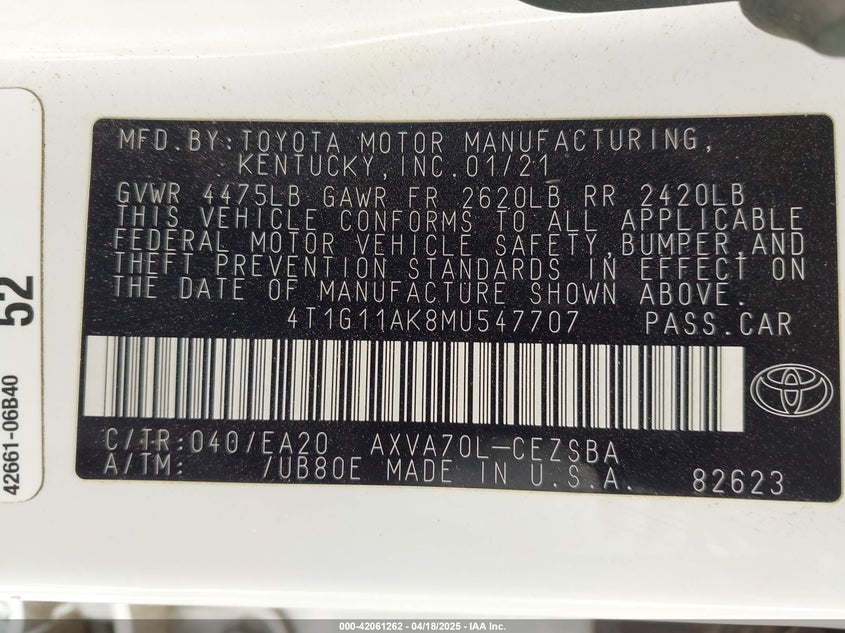 MFD.BY:TOYOTA MOTOR MANUFACTURING,
KENTUCKY,INC.01/21
GVWR 4475LB GAWR FR 2620LB RR 2420LB
THIS VEHICLE CONFORMS TO ALL APPLICABLE
FEDERAL MOTOR VEHICLE SAFETY,BUMPER,AND
THEFT PREVENTION STANDARDS IN EFFECT ON
THE DATE OF MANUFACTURE SHOWN ABOVE.
4T1G11AK8MU547707 PASS.CAR
C/TR:040/EA20 AXVA70L-CEZSBA
A/TM: 7UB80E MADE IN U.S.A. 82623
52
42661-06B40
000-42061262 - 04/18/2025 - IAA Inc.